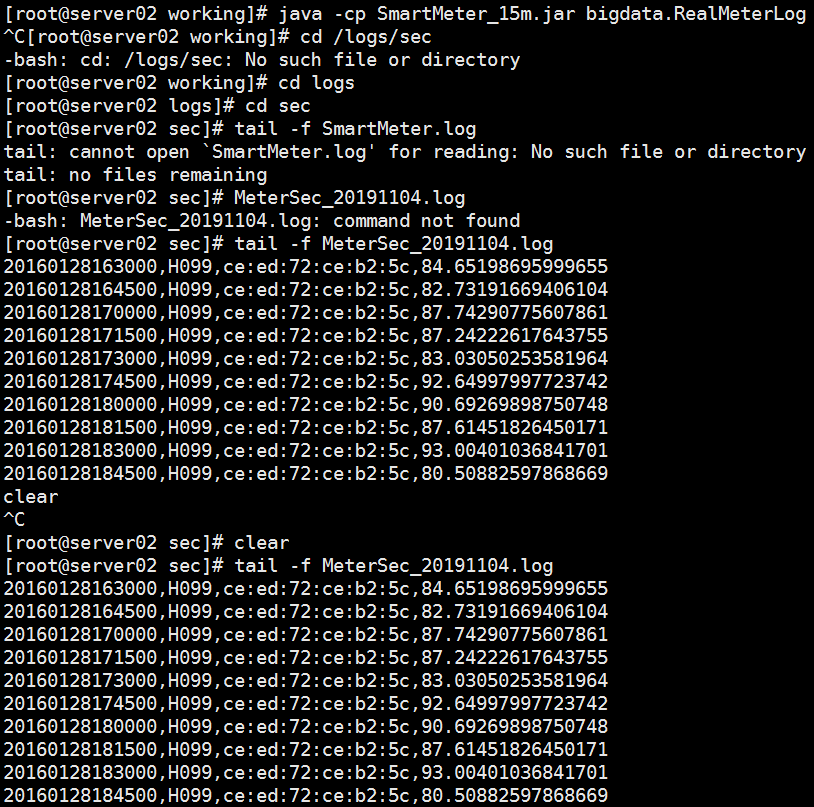 [root@server02 working]# java -cp SmartMeter_15m.jar bigdata.RealMeterLog
^C[root@server02 working]# cd /logs/sec
-bash: cd: /logs/sec: No such file or directory
[root@server02 working]# cd logs
[root@server02 logs]# cd sec
[root@server02 sec]# tail -f SmartMeter.log
tail: cannot open `SmartMeter.log' for reading: No such file or directory
tail: no files remaining
[root@server02 sec]# MeterSec_20191104.log
-bash: MeterSec_20191104.log: command not found
[root@server02 sec]# tail -f MeterSec_20191104.log
20160128163000,H099,ce:ed:72:ce:b2:5c,84.65198695999655
20160128164500,H099,ce:ed:72:ce:b2:5c,82.73191669406104
20160128170000,H099,ce:ed:72:ce:b2:5c,87.74290775607861
20160128171500,H099,ce:ed:72:ce:b2:5c,87.24222617643755
20160128173000,H099,ce:ed:72:ce:b2:5c,83.03050253581964
20160128174500,H099,ce:ed:72:ce:b2:5c,92.64997997723742
20160128180000,H099,ce:ed:72:ce:b2:5c,90.69269898750748
20160128181500,H099,ce:ed:72:ce:b2:5c,87.61451826450171
20160128183000,H099,ce:ed:72:ce:b2:5c,93.00401036841701
20160128184500,H099,ce:ed:72:ce:b2:5c,80.50882597868669
clear
^C
[root@server02 sec]# clear
[root@server02 sec]# tail -f MeterSec_20191104.log
20160128163000,H099,ce:ed:72:ce:b2:5c,84.65198695999655
20160128164500,H099,ce:ed:72:ce:b2:5c,82.73191669406104
20160128170000,H099,ce:ed:72:ce:b2:5c,87.74290775607861
20160128171500,H099,ce:ed:72:ce:b2:5c,87.24222617643755
20160128173000,H099,ce:ed:72:ce:b2:5c,83.03050253581964
20160128174500,H099,ce:ed:72:ce:b2:5c,92.64997997723742
20160128180000,H099,ce:ed:72:ce:b2:5c,90.69269898750748
20160128181500,H099,ce:ed:72:ce:b2:5c,87.61451826450171
20160128183000,H099,ce:ed:72:ce:b2:5c,93.00401036841701
20160128184500,H099,ce:ed:72:ce:b2:5c,80.50882597868669